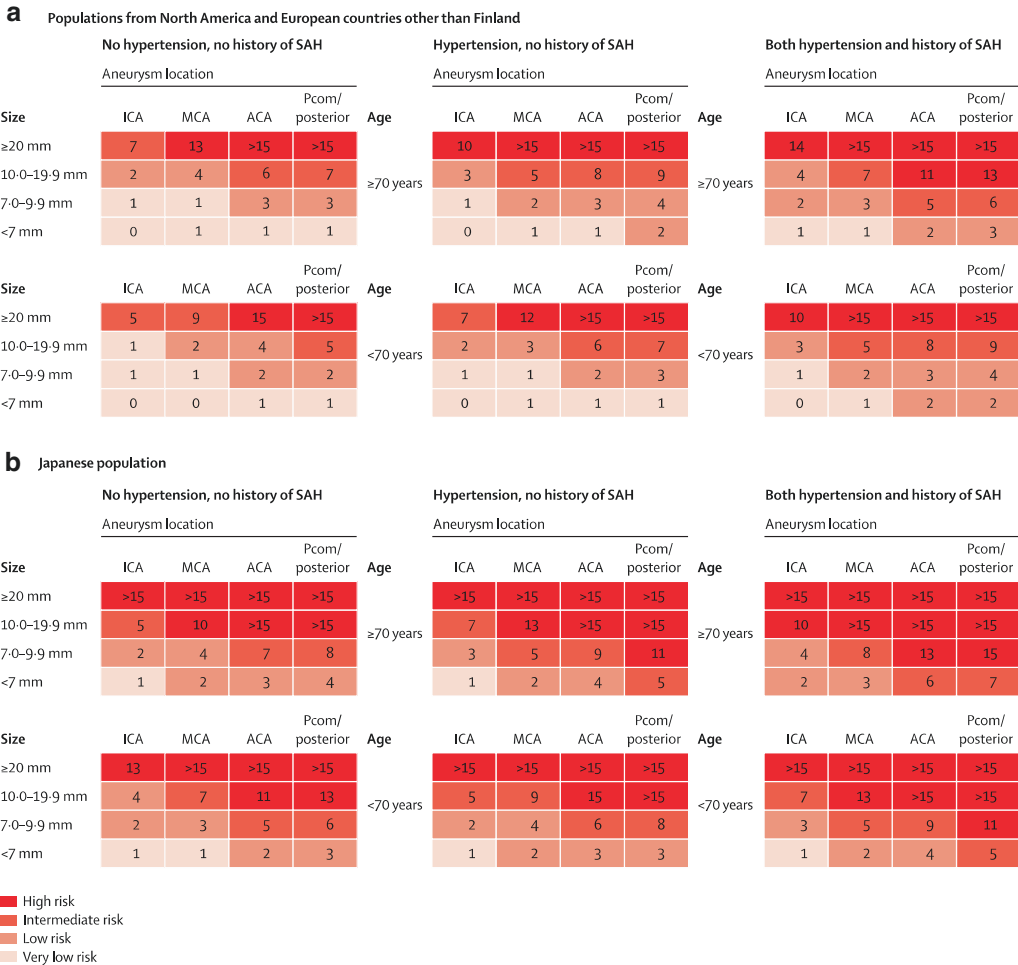 a Populations from North America and European countries other than Finland
No hypertension, no history of SAH Hypertension, no history of SAH Both hypertension and history of SAH
Aneurysm location Aneurysm location Aneurysm location
Pcom/ Pcom/ Pcom/
Size ICA MCA ACA posterior Age ICA MCA ACA posterior Age ICA MCA ACA posterior
≥20 mm 7 13 >15 >15 10 >15 >15 >15 14 >15 >15 >15
10·0–19·9 mm 2 4 6 7 3 5 8 9 4 7 11 13
≥70 years ≥70 years
7·0–9·9 mm 1 1 3 3 1 2 3 4 2 3 5 6
<7 mm 0 1 1 1 0 1 1 2 1 1 2 3
Pcom/ Pcom/ Pcom/
Size ICA MCA ACA posterior Age ICA MCA ACA posterior Age ICA MCA ACA posterior
≥20 mm 5 9 15 >15 7 12 >15 >15 10 >15 >15 >15
10·0–19·9 mm 1 2 4 5 2 3 6 7 3 5 8 9
<70 years <70 years
7·0–9·9 mm 1 1 2 2 1 1 2 3 1 2 3 4
<7 mm 0 0 1 1 0 1 1 1 0 1 2 2
b Japanese population
No hypertension, no history of SAH Hypertension, no history of SAH Both hypertension and history of SAH
Aneurysm location Aneurysm location Aneurysm location
Pcom/ Pcom/ Pcom/
Size ICA MCA ACA posterior Age ICA MCA ACA posterior Age ICA MCA ACA posterior
≥20 mm >15 >15 >15 >15 >15 >15 >15 >15 >15 >15 >15 >15
10·0–19·9 mm 5 10 >15 >15 7 13 >15 >15 10 >15 >15 >15
≥70 years ≥70 years
7·0–9·9 mm 2 4 7 8 3 5 9 11 4 8 13 15
<7 mm 1 2 3 4 1 2 4 5 2 3 6 7
Pcom/ Pcom/ Pcom/
Size ICA MCA ACA posterior Age ICA MCA ACA posterior Age ICA MCA ACA posterior
≥20 mm 13 >15 >15 >15 >15 >15 >15 >15 >15 >15 >15 >15
10·0–19·9 mm 4 7 11 13 5 9 15 >15 7 13 >15 >15
<70 years <70 years
7·0–9·9 mm 2 3 5 6 2 4 6 8 3 5 9 11
<7 mm 1 1 2 3 1 2 3 3 1 2 4 5
High risk
Intermediate risk
Low risk
Very low risk